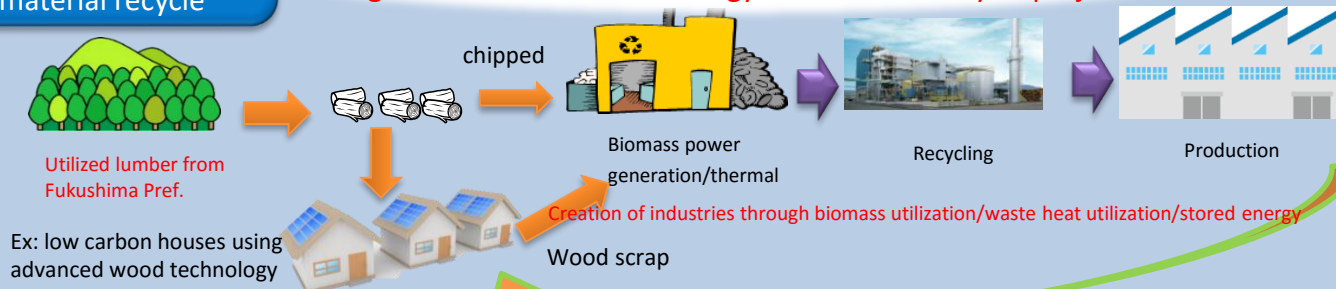 material recycle
chipped
Utilized lumber from
Fukushima Pref.
Biomass power
generation/thermal
Recycling
Production
Creation of industries through biomass utilization/waste heat utilization/stored energy
Ex: low carbon houses using
advanced wood technology
Wood scrap